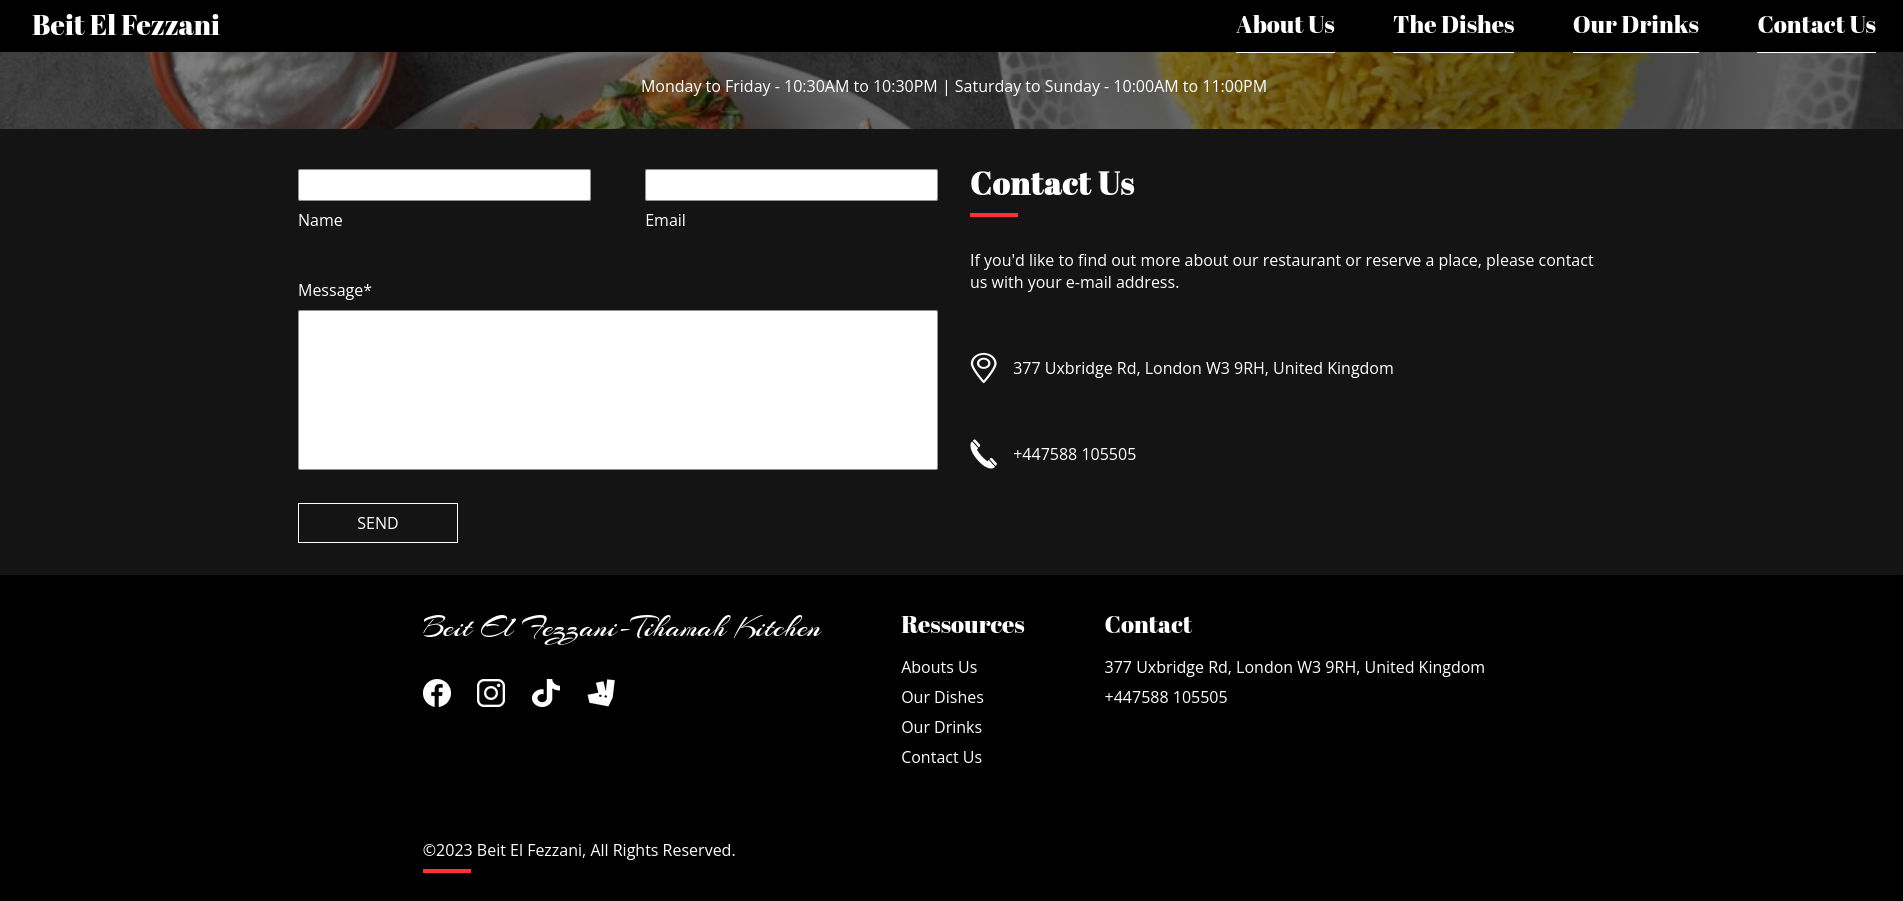 Beit El Fezzani
About Us
The Dishes
Our Drinks
Contact Us
Monday to Friday - 10:30AM to 10:30PM | Saturday to Sunday - 10:00AM to 11:00PM
Name
Email
Message*
SEND
Contact Us
If you'd like to find out more about our restaurant or reserve a place, please contact
us with your e-mail address.
377 Uxbridge Rd, London W3 9RH, United Kingdom
+447588 105505
Beit El Fezzani-Tihamah Kitchen
Ressources
Abouts Us
Our Dishes
Our Drinks
Contact Us
Contact
377 Uxbridge Rd, London W3 9RH, United Kingdom
+447588 105505
©2023 Beit El Fezzani, All Rights Reserved.